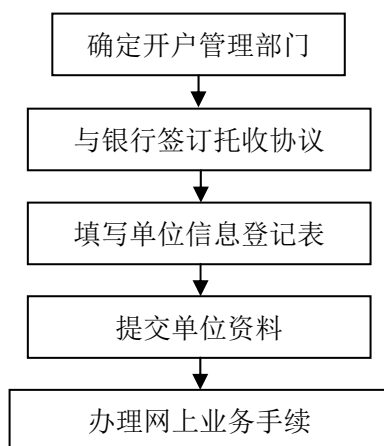 确定开户管理部门
与银行签订托收协议
填写单位信息登记表
提交单位资料
办理网上业务手续